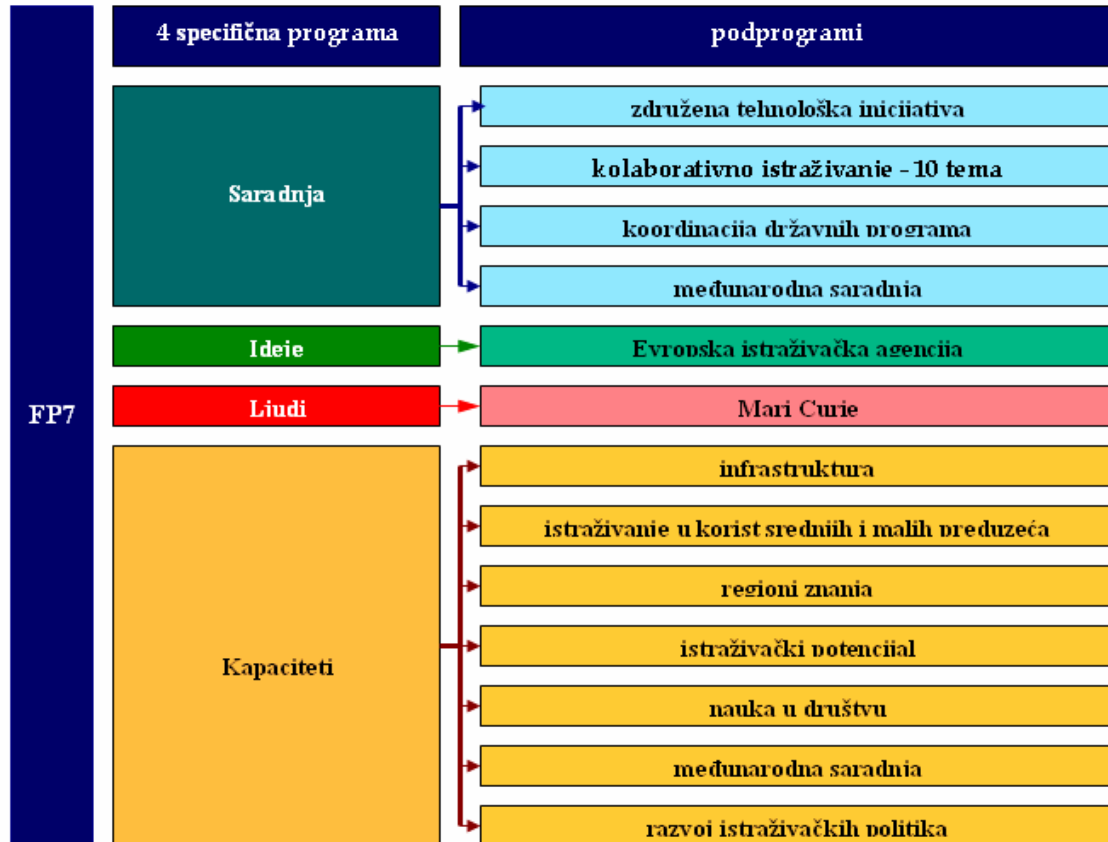 4 specifična programa
podprogrami
FP7
Saradnja
združena tehnološka inicijativa
kolaborativno istraživanje - 10 tema
koordinacija državnih programa
međunarodna saradnja
Ideje
Evropska istraživačka agencija
Ljudi
Mari Curie
Kapaciteti
infrastruktura
istraživanje u korist srednjih i malih preduzeća
regioni znanja
istraživački potencijal
nauka u društvu
međunarodna saradnja
razvoj istraživačkih politika